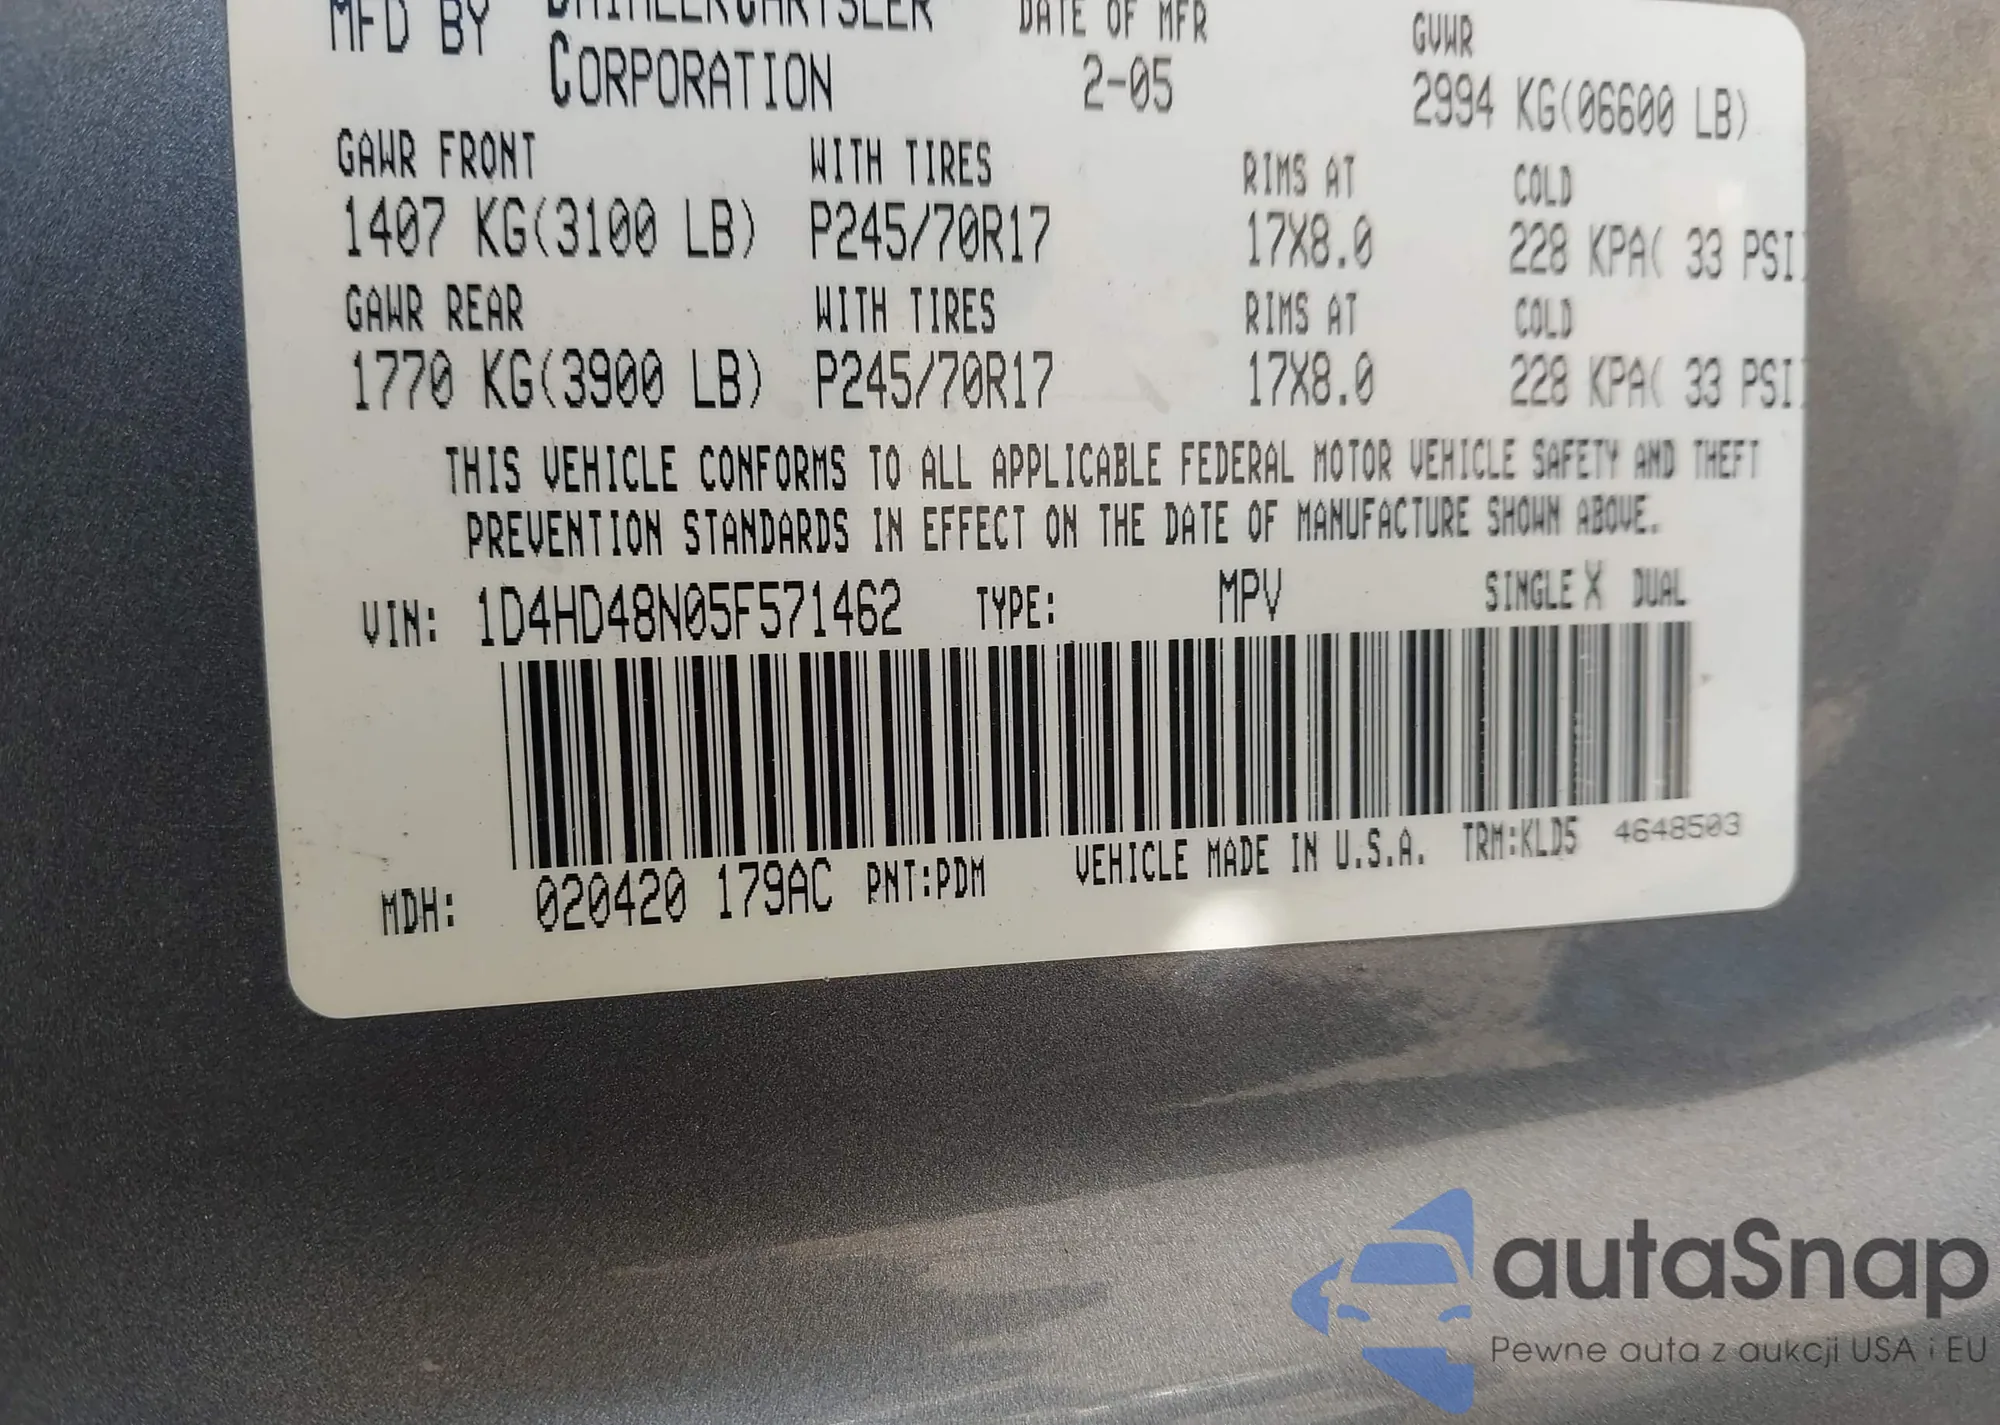 MFD BY DAIMLERCHRYSLER CORPORATION DATE OF MFR 2-05 GVWR 2994 KG(06600 LB)
GAWR FRONT WITH TIRES RIMS AT COLD
1407 KG(3100 LB) P245/70R17 17X8.0 228 KPA( 33 PSI)
GAWR REAR WITH TIRES RIMS AT COLD
1770 KG(3900 LB) P245/70R17 17X8.0 228 KPA( 33 PSI)
THIS VEHICLE CONFORMS TO ALL APPLICABLE FEDERAL MOTOR VEHICLE SAFETY AND THEFT
PREVENTION STANDARDS IN EFFECT ON THE DATE OF MANUFACTURE SHOWN ABOVE.
VIN: 1D4HD48N05F571462 TYPE: MPV SINGLE X DUAL
MDH: 020420 179AC PNT:PDM VEHICLE MADE IN U.S.A. TRM:KLD5 4648503
autaSnap
Pewne auta z aukcji USA i EU